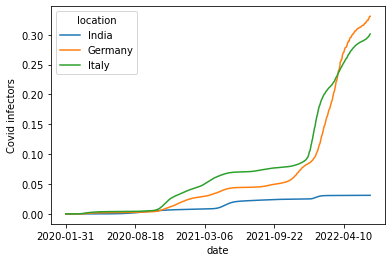 location
India
Germany
Italy
Covid infectors
0.30
0.25
0.20
0.15
0.10
0.05
0.00
2020-01-31 2020-08-18 2021-03-06 2021-09-22 2022-04-10
date